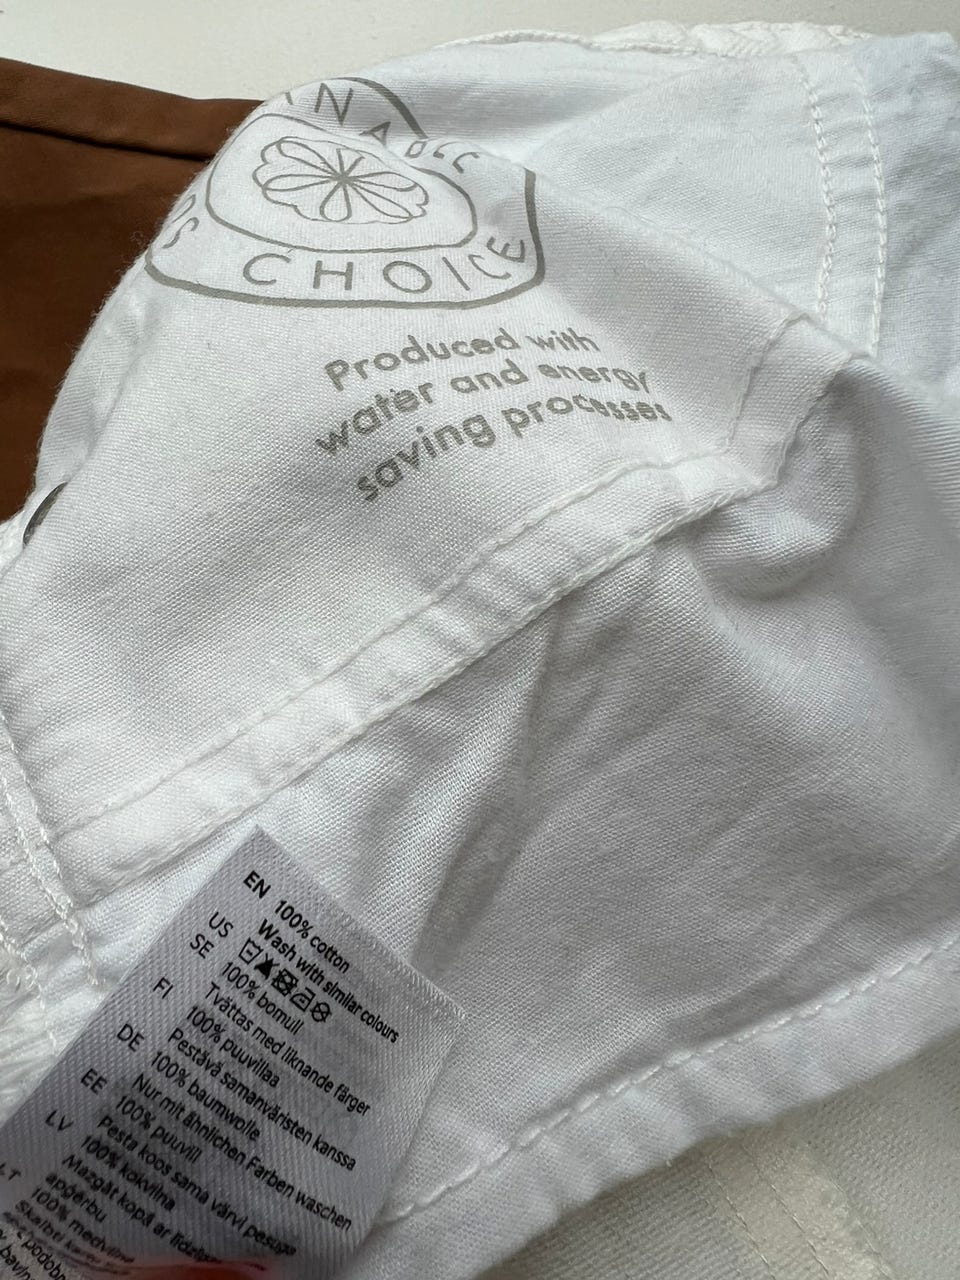 CHOICE
Produced with
water and energy
saving processes
EN 100% cotton
Wash with similar colours
US
SE 100% bomull
Tvättas med liknande färger
FI 100% puuvillaa
Pestävä samanväristen kanssa
DE 100% baumwolle
Nur mit ähnlichen Farben waschen
EE 100% puuvill
Pesta koos sama värvi pesuga
LV 100% kokvilna
Mazgāt kopā ar
apģērbu
LT 100% medvilnė